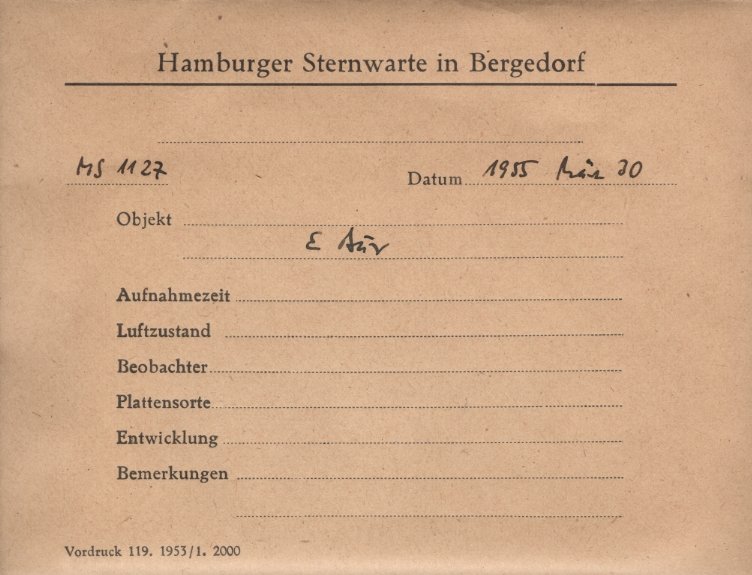 Hamburger Sternwarte in Bergedorf
MS 1127 Datum 1955 März 30
Objekt
ε Aur
Aufnahmezeit
Luftzustand
Beobachter
Plattensorte
Entwicklung
Bemerkungen
Vordruck 119. 1953/1. 2000